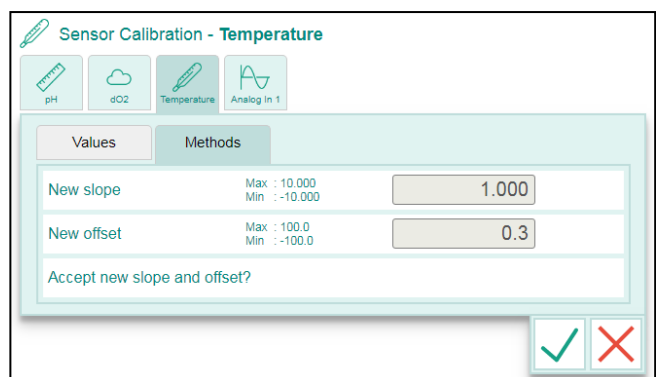 Sensor Calibration - Temperature
pH
dO2
Temperature
Analog In 1
Values
Methods
New slope
Max : 10.000
Min : -10.000
1.000
New offset
Max : 100.0
Min : -100.0
0.3
Accept new slope and offset?